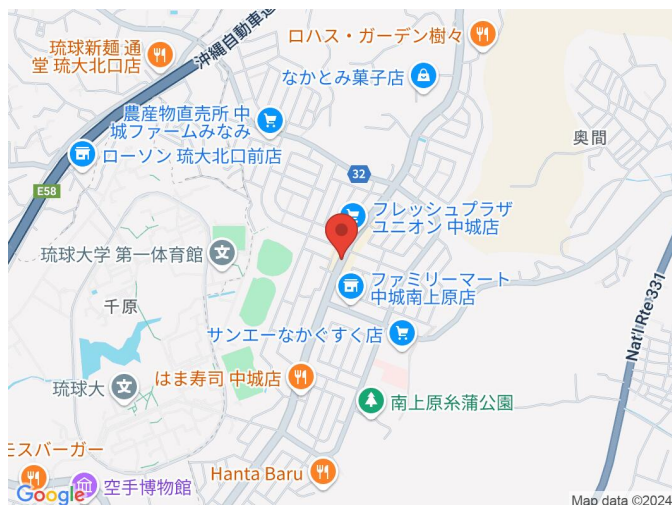 琉球新麺 通
堂 琉大北口店
沖縄自動車道
ロハス・ガーデン樹々
なかとみ菓子店
農産物直売所 中
城ファームみなみ
奥間
ローソン 琉大北口前店
32
E58
フレッシュプラザ
ユニオン 中城店
琉球大学 第一体育館
ファミリーマート
中城南上原店
千原
サンエーなかぐすく店
Nat'l Rte 331
はま寿司 中城店
琉球大
南上原糸蒲公園
モスバーガー
Hanta Baru
空手博物館
Google
Map data ©2024